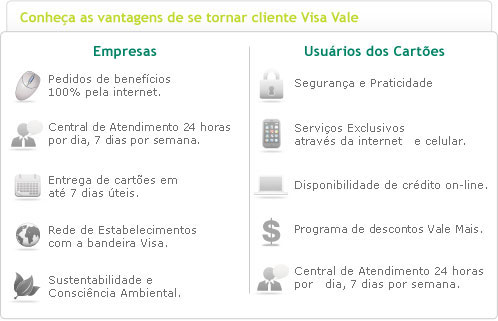 Conheça as vantagens de se tornar cliente Visa Vale
Empresas
Pedidos de benefícios
100% pela internet.
Central de Atendimento 24 horas
por dia, 7 dias por semana.
Entrega de cartões em
até 7 dias úteis.
Rede de Estabelecimentos
com a bandeira Visa.
Sustentabilidade e
Consciência Ambiental.
Usuários dos Cartões
Segurança e Praticidade
Serviços Exclusivos
através da internet e celular.
Disponibilidade de crédito on-line.
Programa de descontos Vale Mais.
Central de Atendimento 24 horas
por dia, 7 dias por semana.